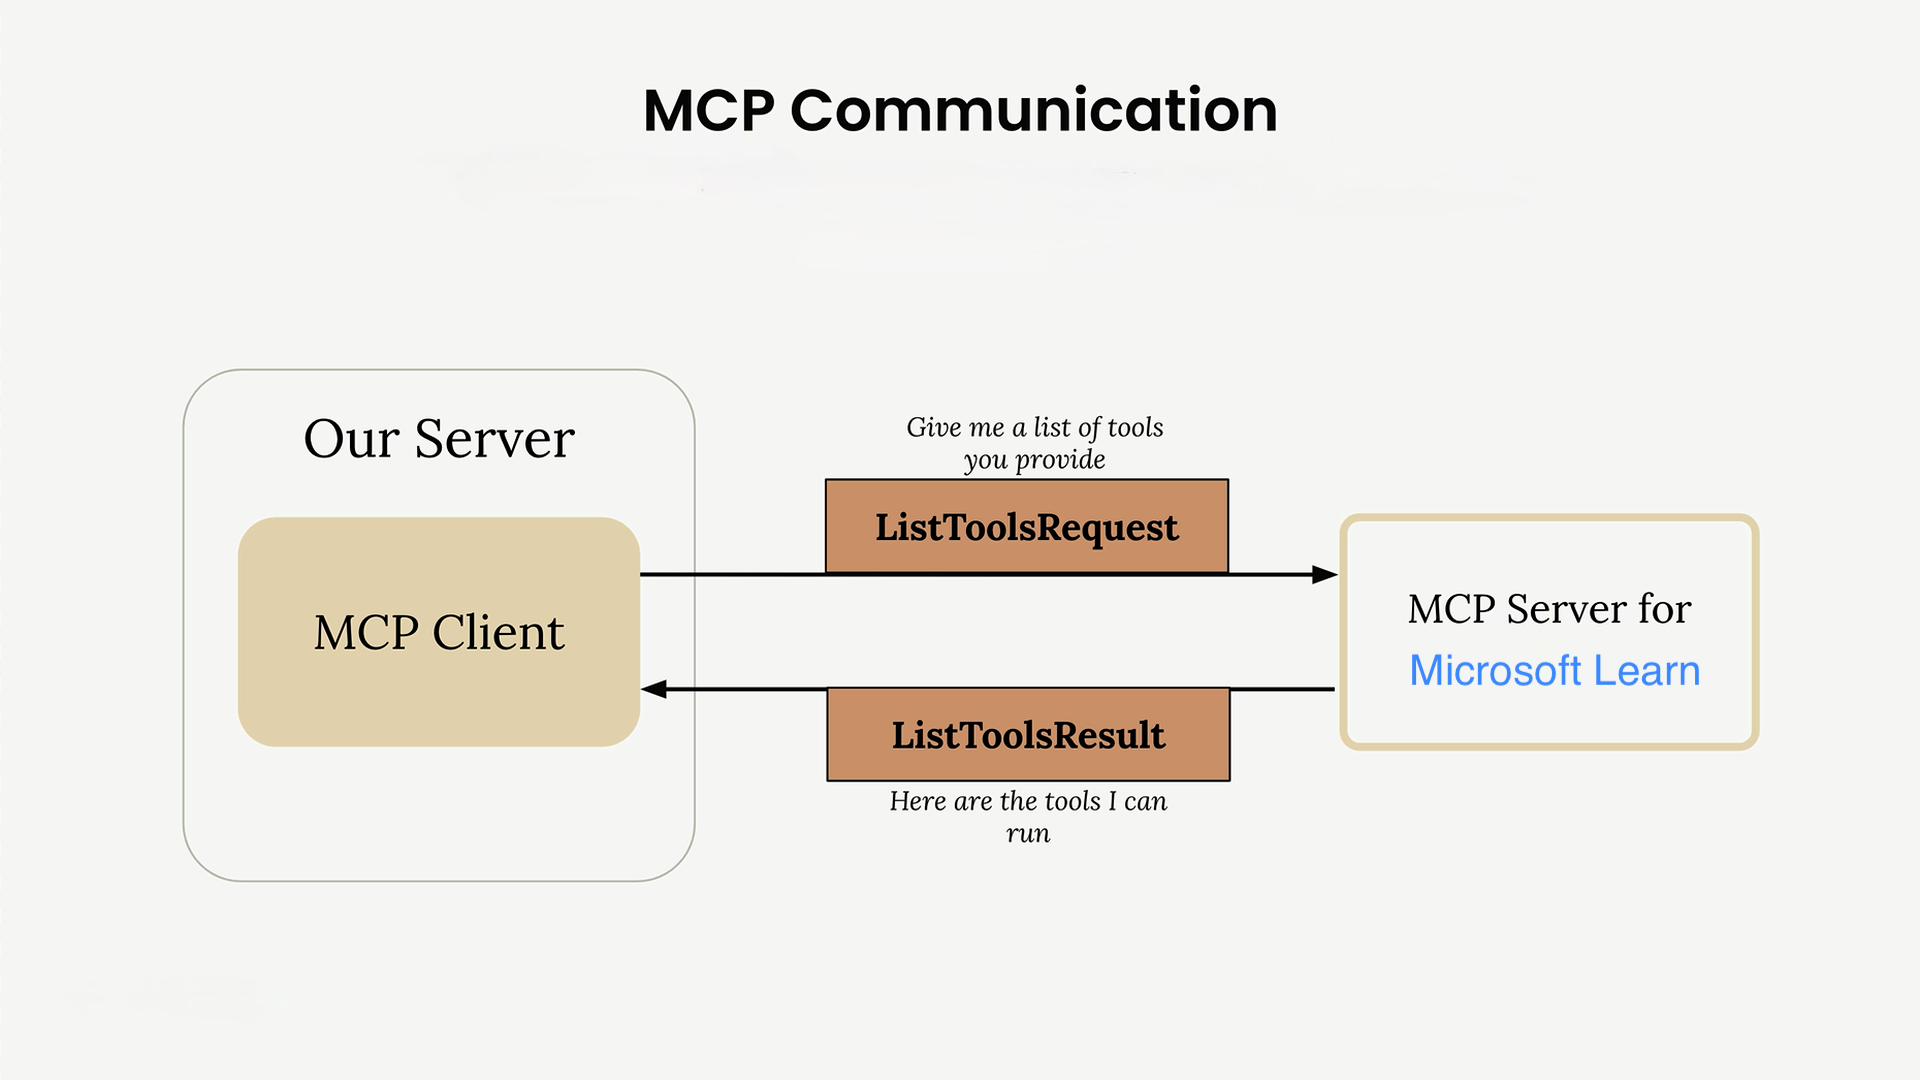 MCP Communication
Our Server
MCP Client
Give me a list of tools
you provide
ListToolsRequest
ListToolsResult
Here are the tools I can
run
MCP Server for
Microsoft Learn